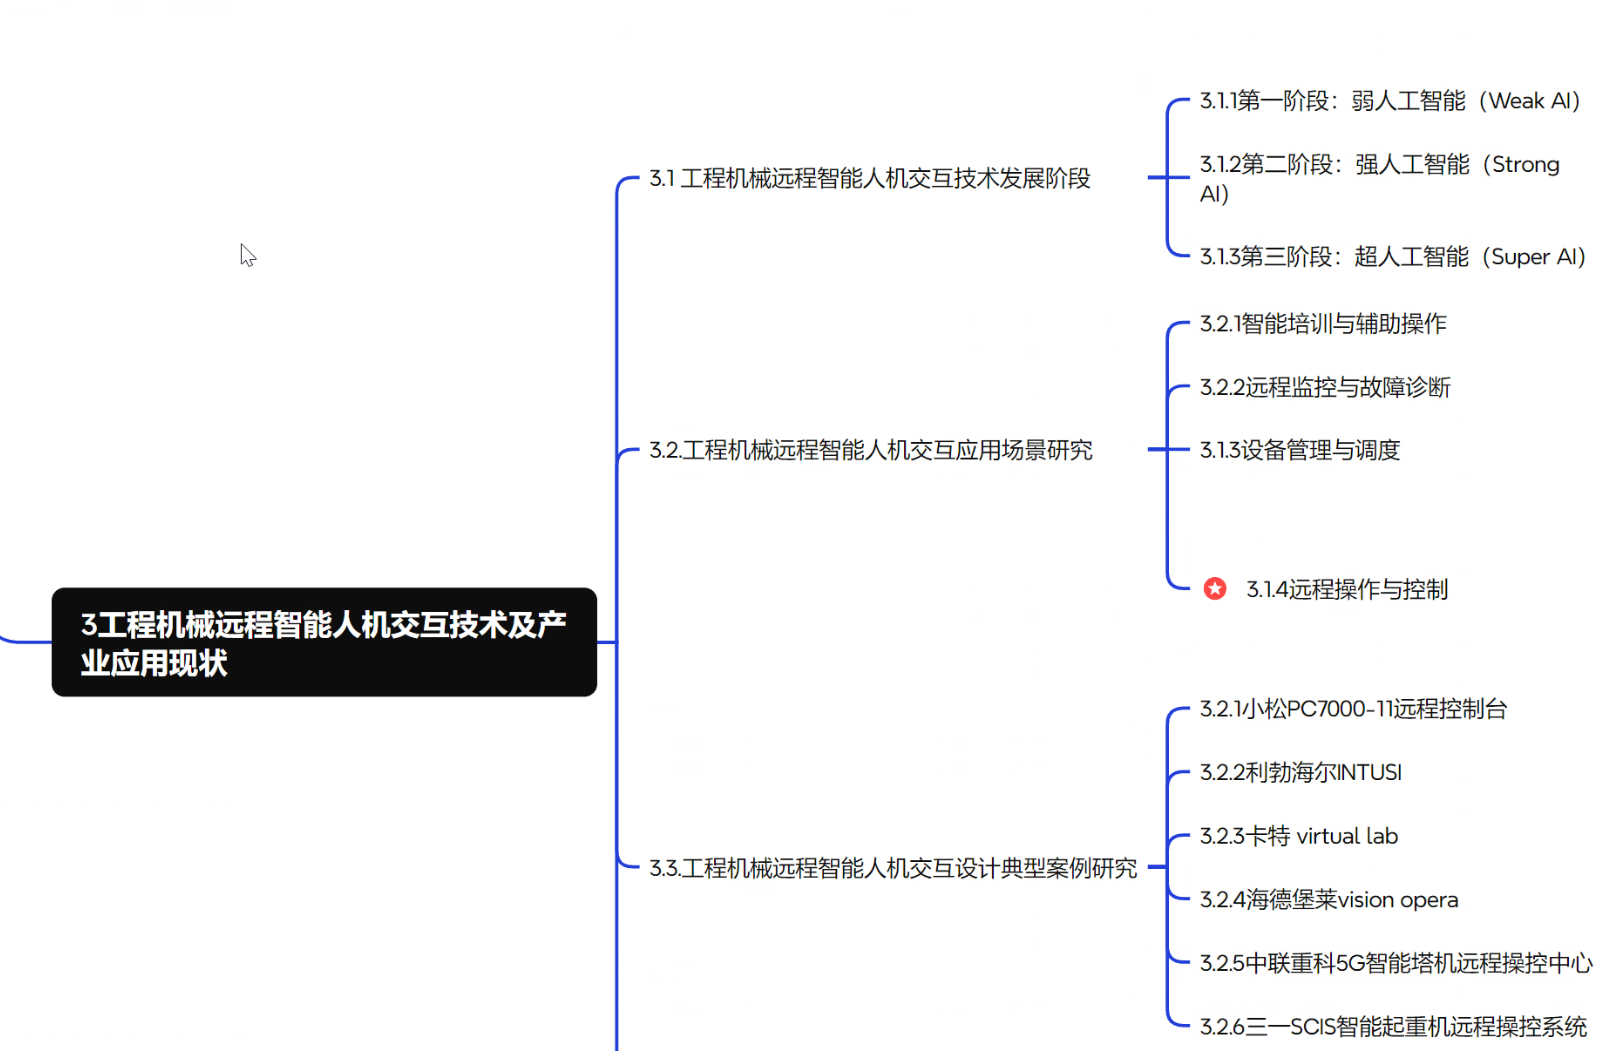 3工程机械远程智能人机交互技术及产
业应用现状
3.1 工程机械远程智能人机交互技术发展阶段
3.1.1第一阶段：弱人工智能（Weak AI）
3.1.2第二阶段：强人工智能（Strong
AI）
3.1.3第三阶段：超人工智能（Super AI）
3.2.工程机械远程智能人机交互应用场景研究
3.2.1智能培训与辅助操作
3.2.2远程监控与故障诊断
3.1.3设备管理与调度
3.1.4远程操作与控制
3.3.工程机械远程智能人机交互设计典型案例研究
3.2.1小松PC7000-11远程控制台
3.2.2利勃海尔INTUSI
3.2.3卡特 virtual lab
3.2.4海德堡莱vision opera
3.2.5中联重科5G智能塔机远程操控中心
3.2.6三一SCIS智能起重机远程操控系统